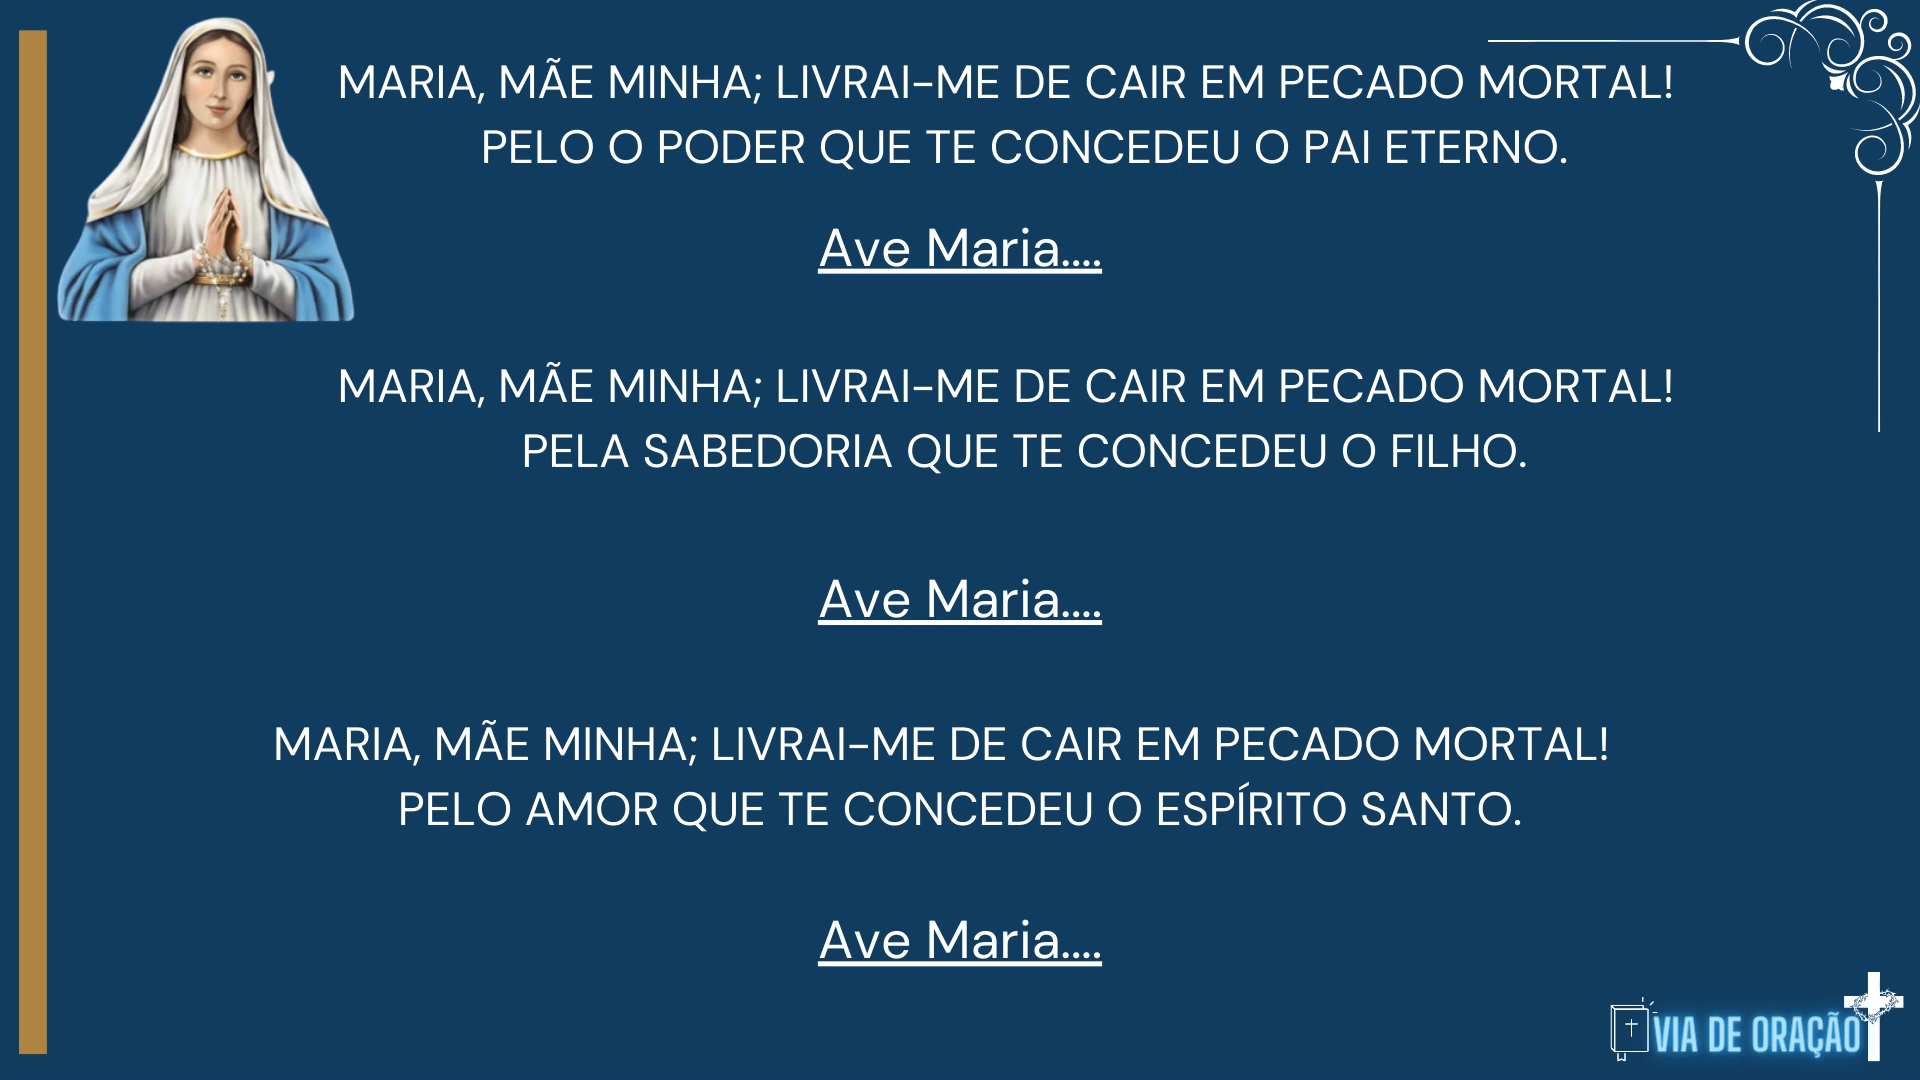 MARIA, MÃE MINHA; LIVRAI-ME DE CAIR EM PECADO MORTAL!
PELO O PODER QUE TE CONCEDEU O PAI ETERNO.
Ave Maria....
MARIA, MÃE MINHA; LIVRAI-ME DE CAIR EM PECADO MORTAL!
PELA SABEDORIA QUE TE CONCEDEU O FILHO.
Ave Maria....
MARIA, MÃE MINHA; LIVRAI-ME DE CAIR EM PECADO MORTAL!
PELO AMOR QUE TE CONCEDEU O ESPÍRITO SANTO.
Ave Maria....
VIA DE ORAÇÃO